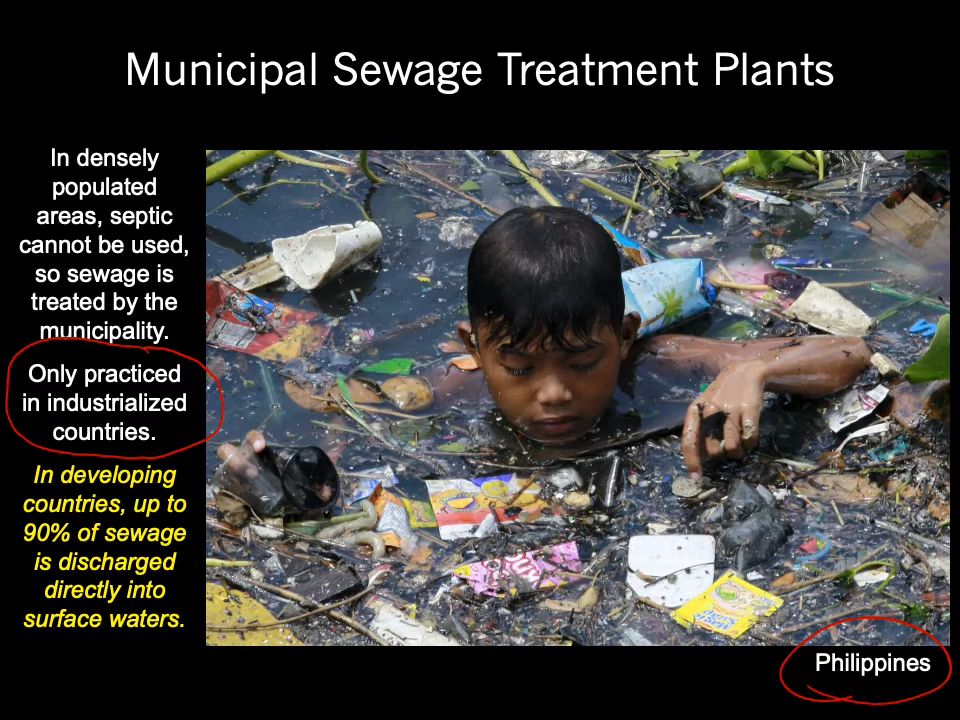 Municipal Sewage Treatment Plants
In densely
populated
areas, septic
cannot be used,
so sewage is
treated by the
municipality.
Only practiced
in industrialized
countries.
In developing
countries, up to
90% of sewage
is discharged
directly into
surface waters.
Philippines